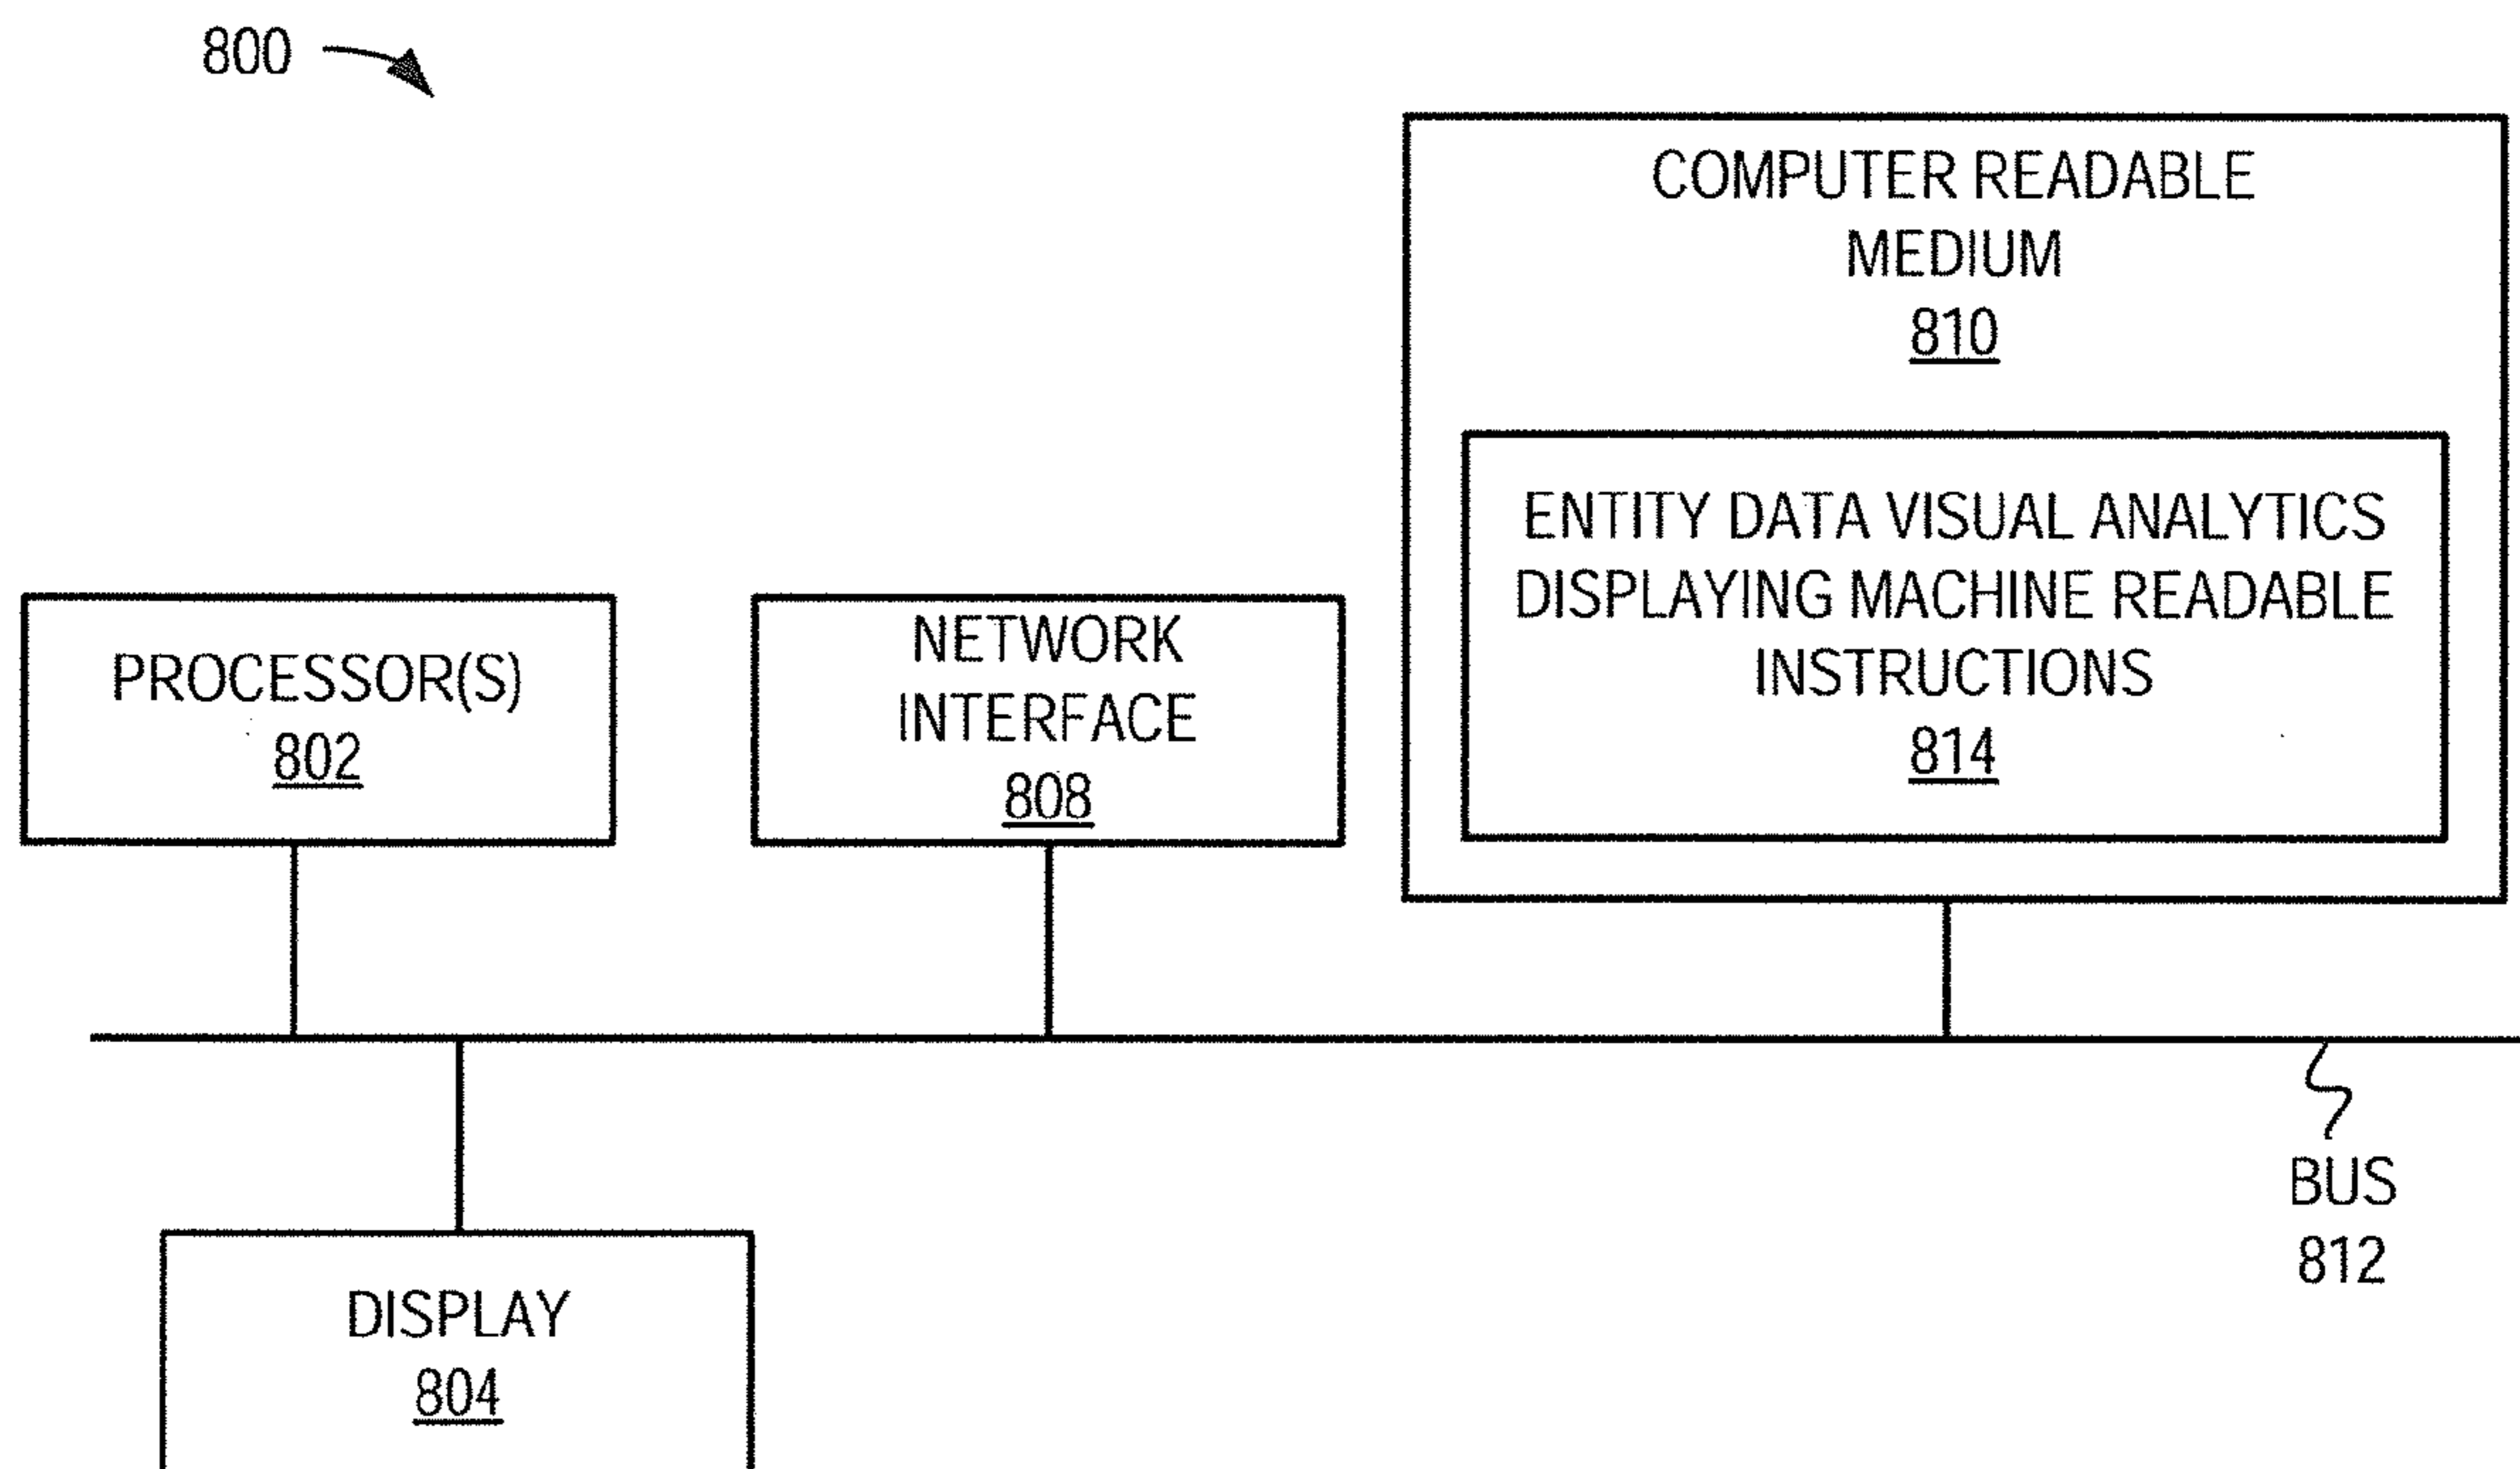 800
COMPUTER READABLE
MEDIUM
810
ENTITY DATA VISUAL ANALYTICS
DISPLAYING MACHINE READABLE
INSTRUCTIONS
814
PROCESSOR(S)
802
NETWORK
INTERFACE
808
BUS
812
DISPLAY
804